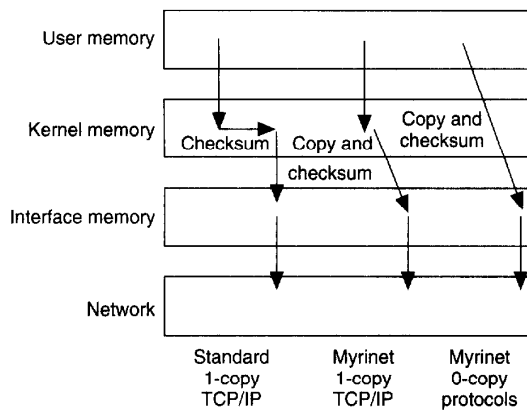 User memory
Kernel memory
Checksum
Copy and
checksum
Copy and
checksum
Interface memory
Network
Standard
1-copy
TCP/IP
Myrinet
1-copy
TCP/IP
Myrinet
0-copy
protocols